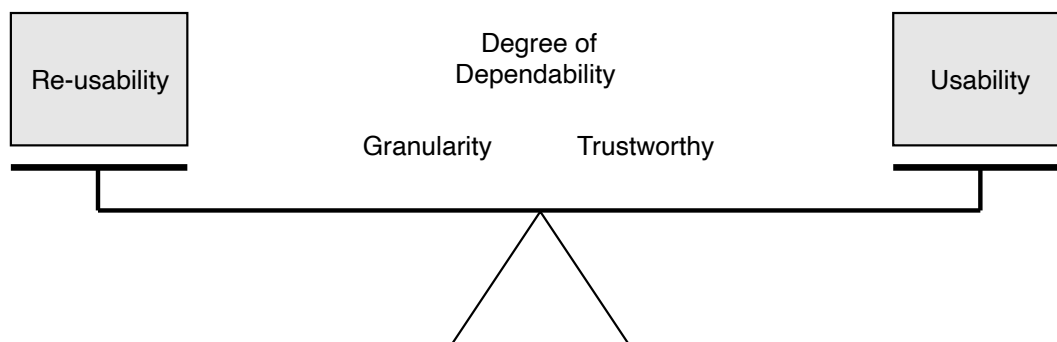 Degree of
Dependability
Re-usability
Usability
Granularity Trustworthy